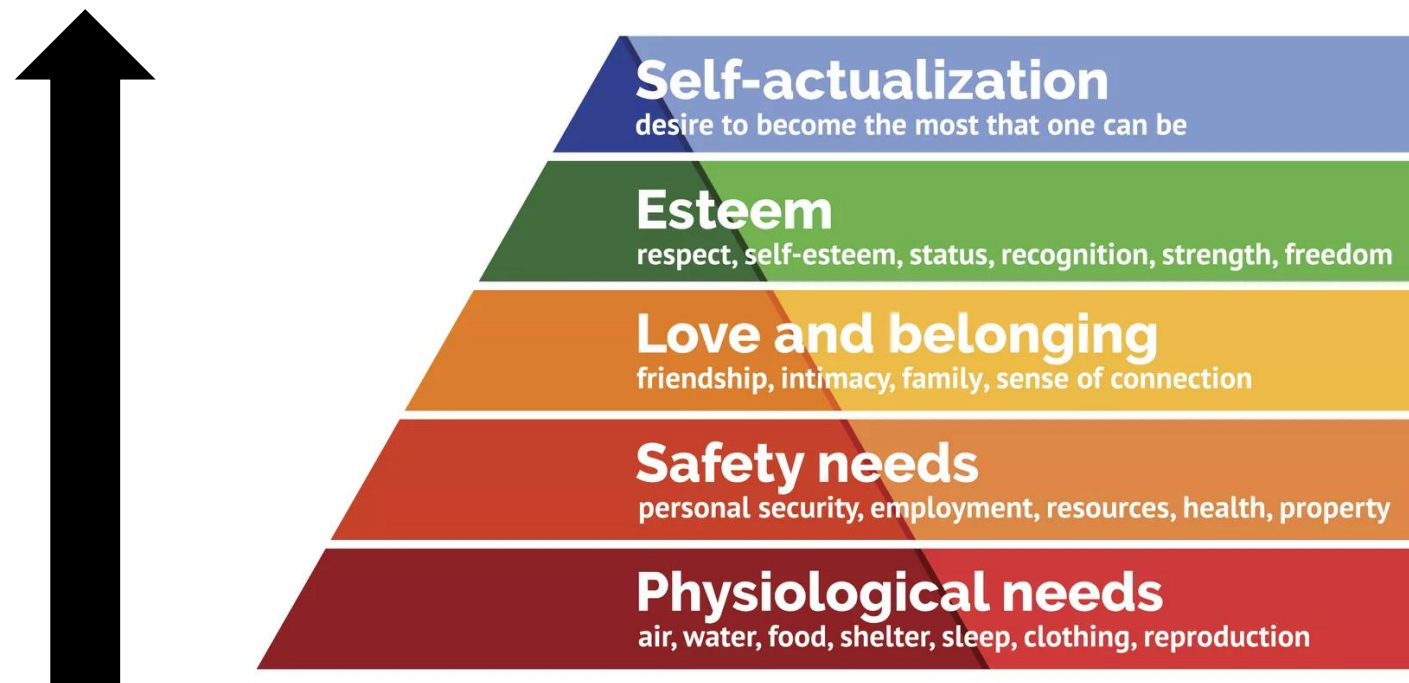 Self-actualization
desire to become the most that one can be
Esteem
respect, self-esteem, status, recognition, strength, freedom
Love and belonging
friendship, intimacy, family, sense of connection
Safety needs
personal security, employment, resources, health, property
Physiological needs
air, water, food, shelter, sleep, clothing, reproduction